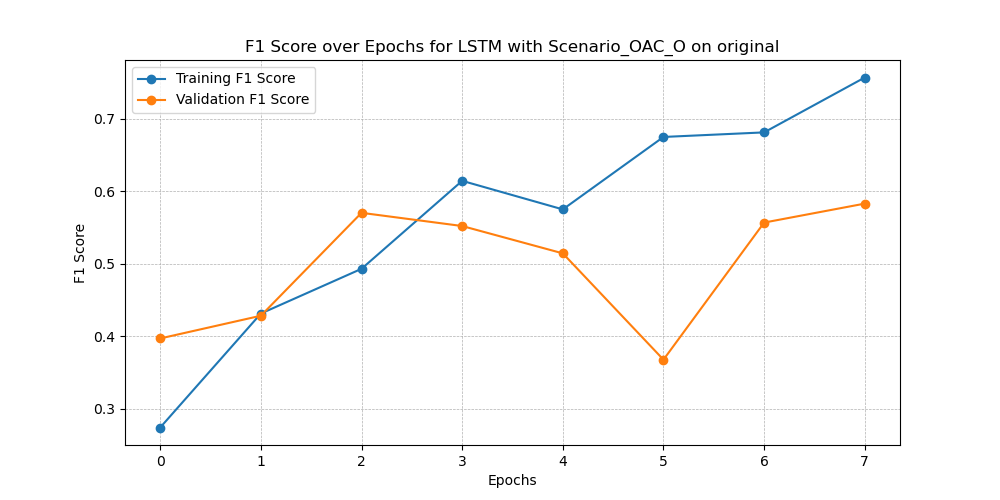 F1 Score over Epochs for LSTM with Scenario_OAC_O on original
Training F1 Score
Validation F1 Score
F1 Score
0.7
0.6
0.5
0.4
0.3
0 1 2 3 4 5 6 7
Epochs